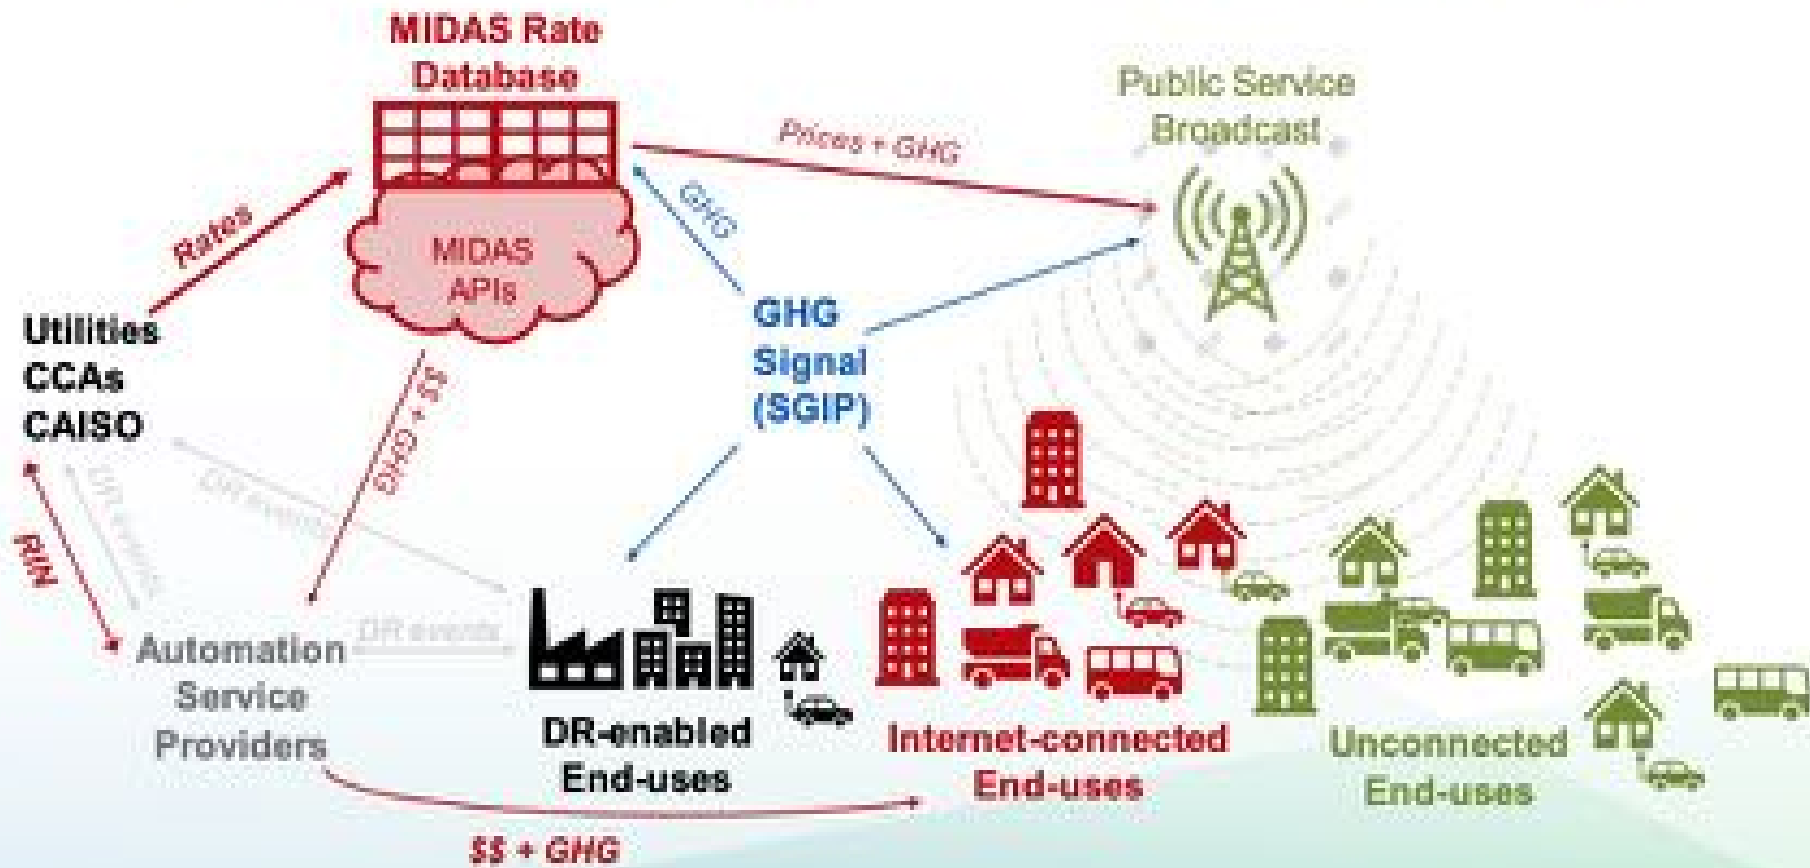 MIDAS Rate
Database
Public Service
Broadcast
Prices + GHG
GHG
Rates
MIDAS
APIs
GHG
Signal
(SGIP)
Utilities
CCAs
CAISO
$$ + GHG
DR events
DR events
RIN
DR events
Automation
Service
Providers
DR-enabled
End-uses
Internet-connected
End-uses
Unconnected
End-uses
$$ + GHG